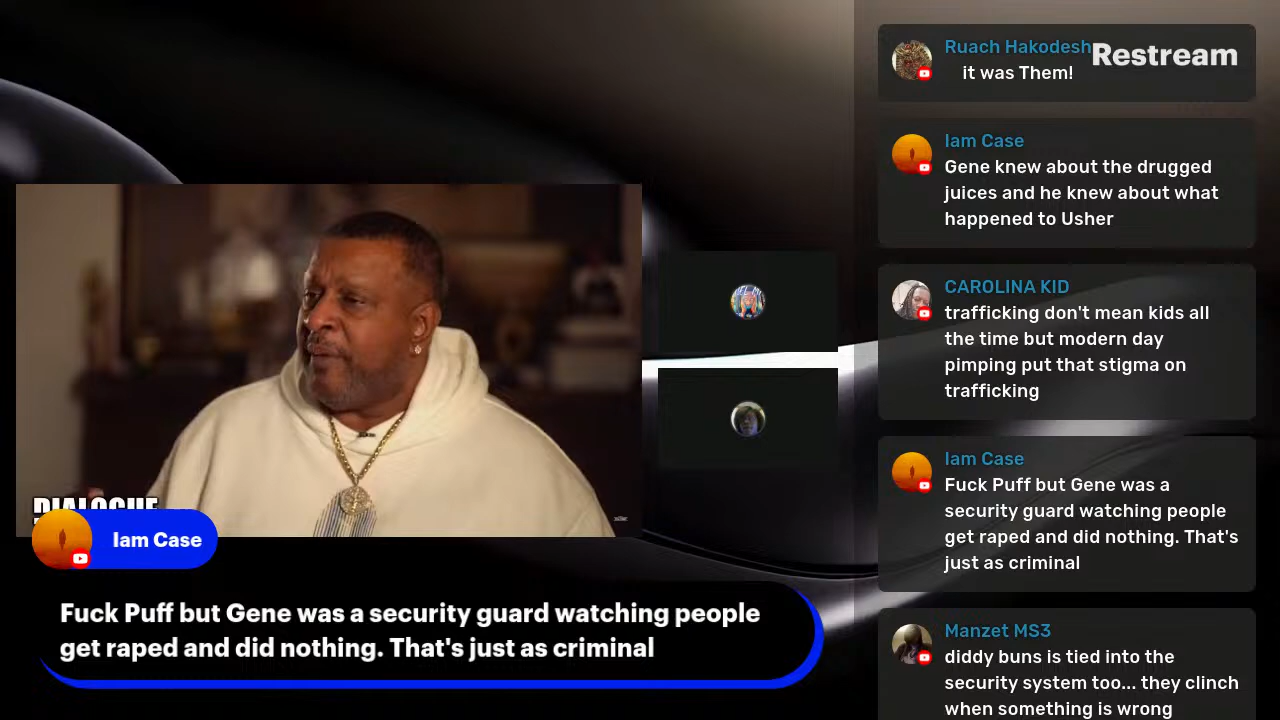 Ruach Hakodesh
Restream
it was Them!
Iam Case
Gene knew about the drugged
juices and he knew about what
happened to Usher
CAROLINA KID
trafficking don't mean kids all
the time but modern day
pimping put that stigma on
trafficking
Iam Case
Fuck Puff but Gene was a
security guard watching people
get raped and did nothing. That's
just as criminal
Manzet MS3
diddy buns is tied into the
security system too... they clinch
when something is wrong
DIALOGUE
Iam Case
Fuck Puff but Gene was a security guard watching people
get raped and did nothing. That's just as criminal